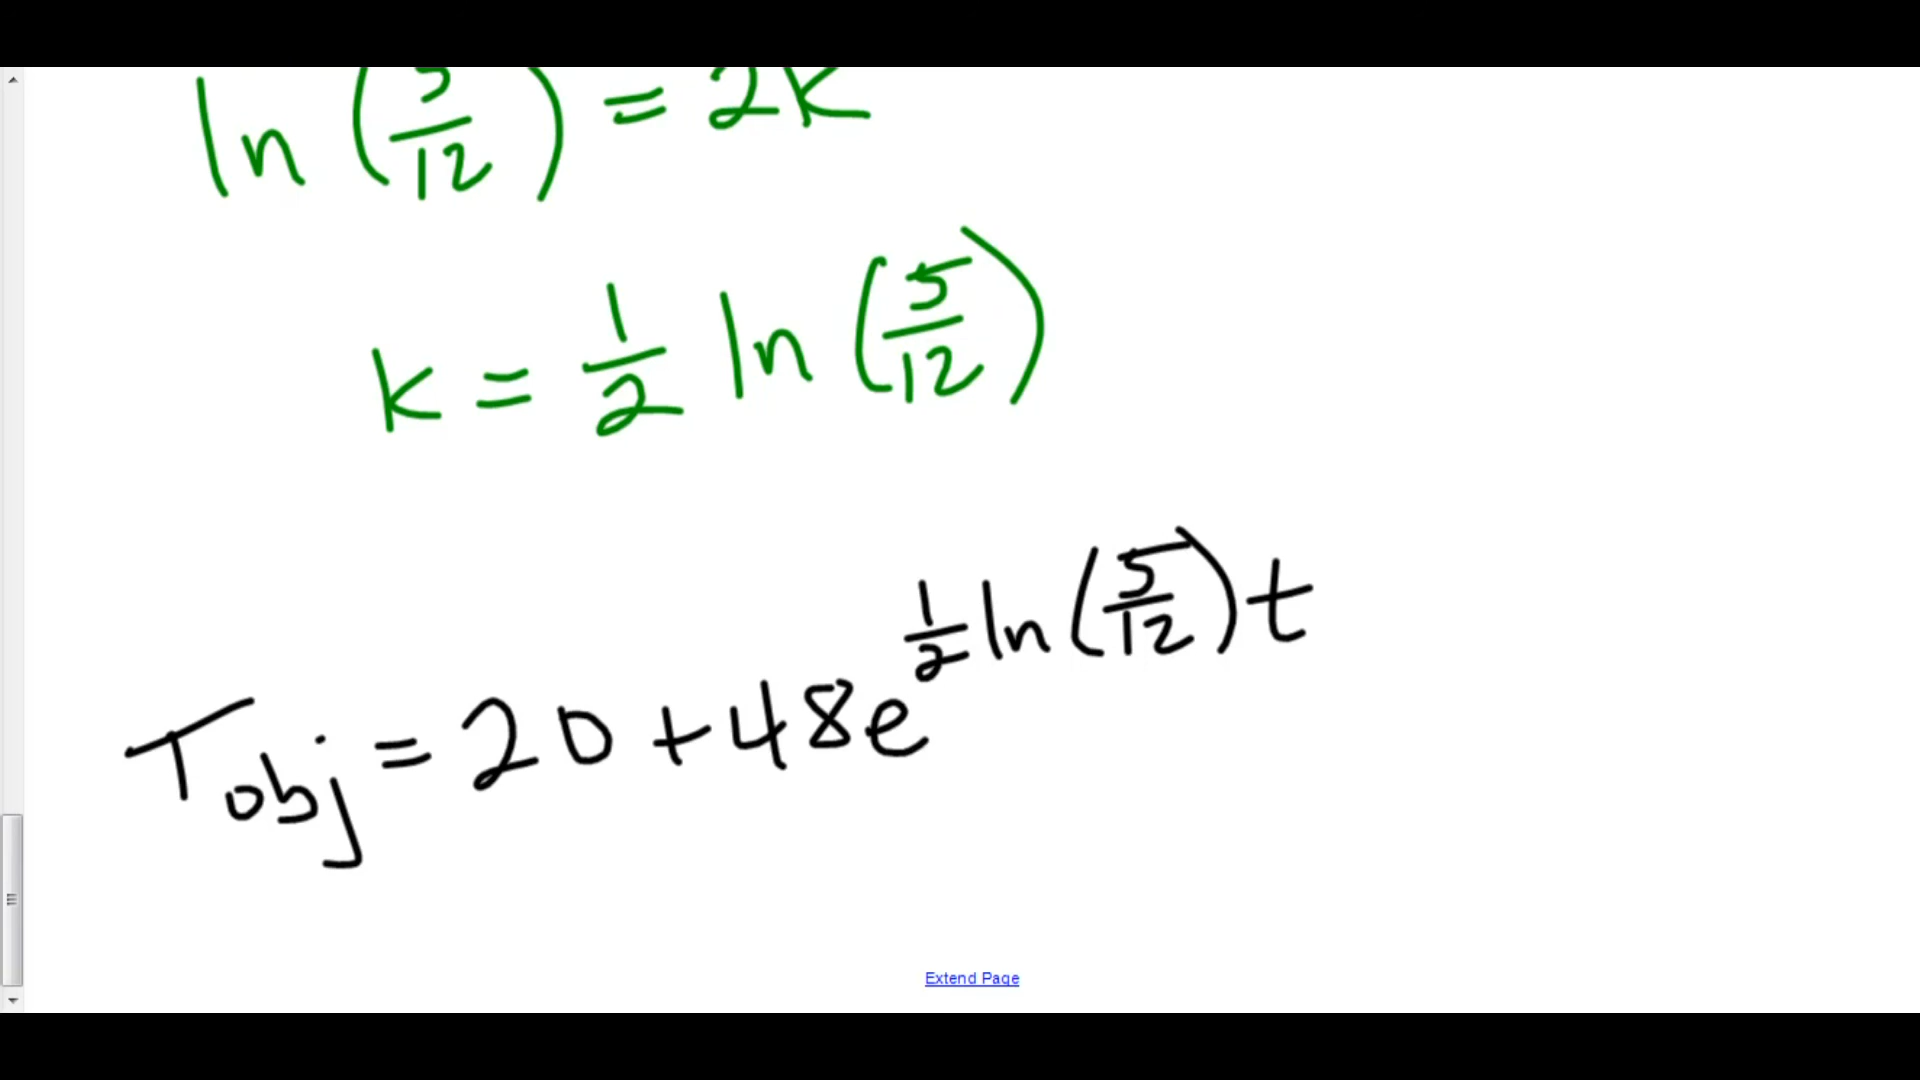 ln(5/12) = 2k
k = 1/2 ln(5/12)
T_obj = 20 + 48e^(1/2 ln(5/12)t)
Extend Page